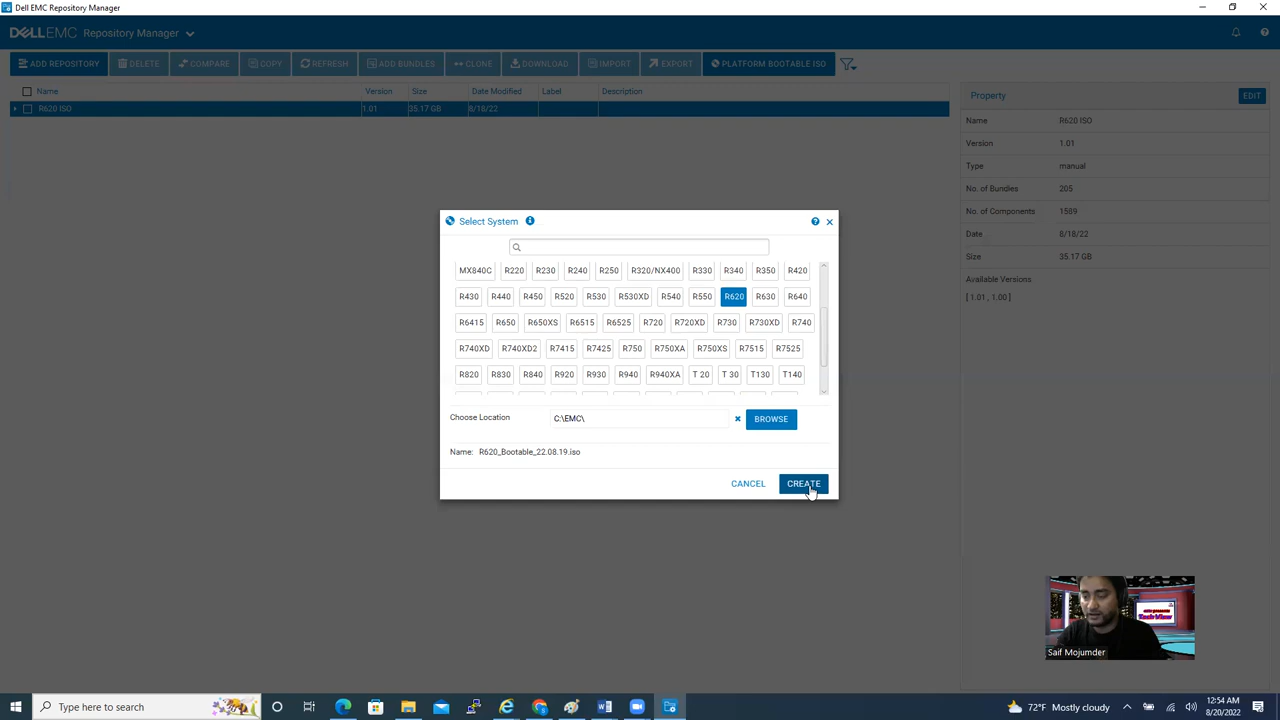 Dell EMC Repository Manager
DELLEMC Repository Manager
ADD REPOSITORY DELETE COMPARE COPY REFRESH ADD BUNDLES CLONE DOWNLOAD IMPORT EXPORT PLATFORM BOOTABLE ISO
Name Version Size Date Modified Label Description
R620 ISO 1.01 35.17 GB 8/18/22
Property EDIT
Name R620 ISO
Version 1.01
Type manual
No. of Bundles 205
No. of Components 1589
Date 8/18/22
Size 35.17 GB
Available Versions
[ 1.01 , 1.00 ]
Select System
MX840C R220 R230 R240 R250 R320/NX400 R330 R340 R350 R420
R430 R440 R450 R520 R530 R530XD R540 R550 R620 R630 R640
R6415 R650 R650XS R6515 R6525 R720 R720XD R730 R730XD R740
R740XD R740XD2 R7415 R7425 R750 R750XA R750XS R7515 R7525
R820 R830 R840 R920 R930 R940 R940XA T 20 T 30 T130 T140
Choose Location C:\EMC\ BROWSE
Name: R620_Bootable_22.08.19.iso
CANCEL CREATE
Tech View
Saif Mojumder
Type here to search
72°F Mostly cloudy
12:54 AM
8/20/2022